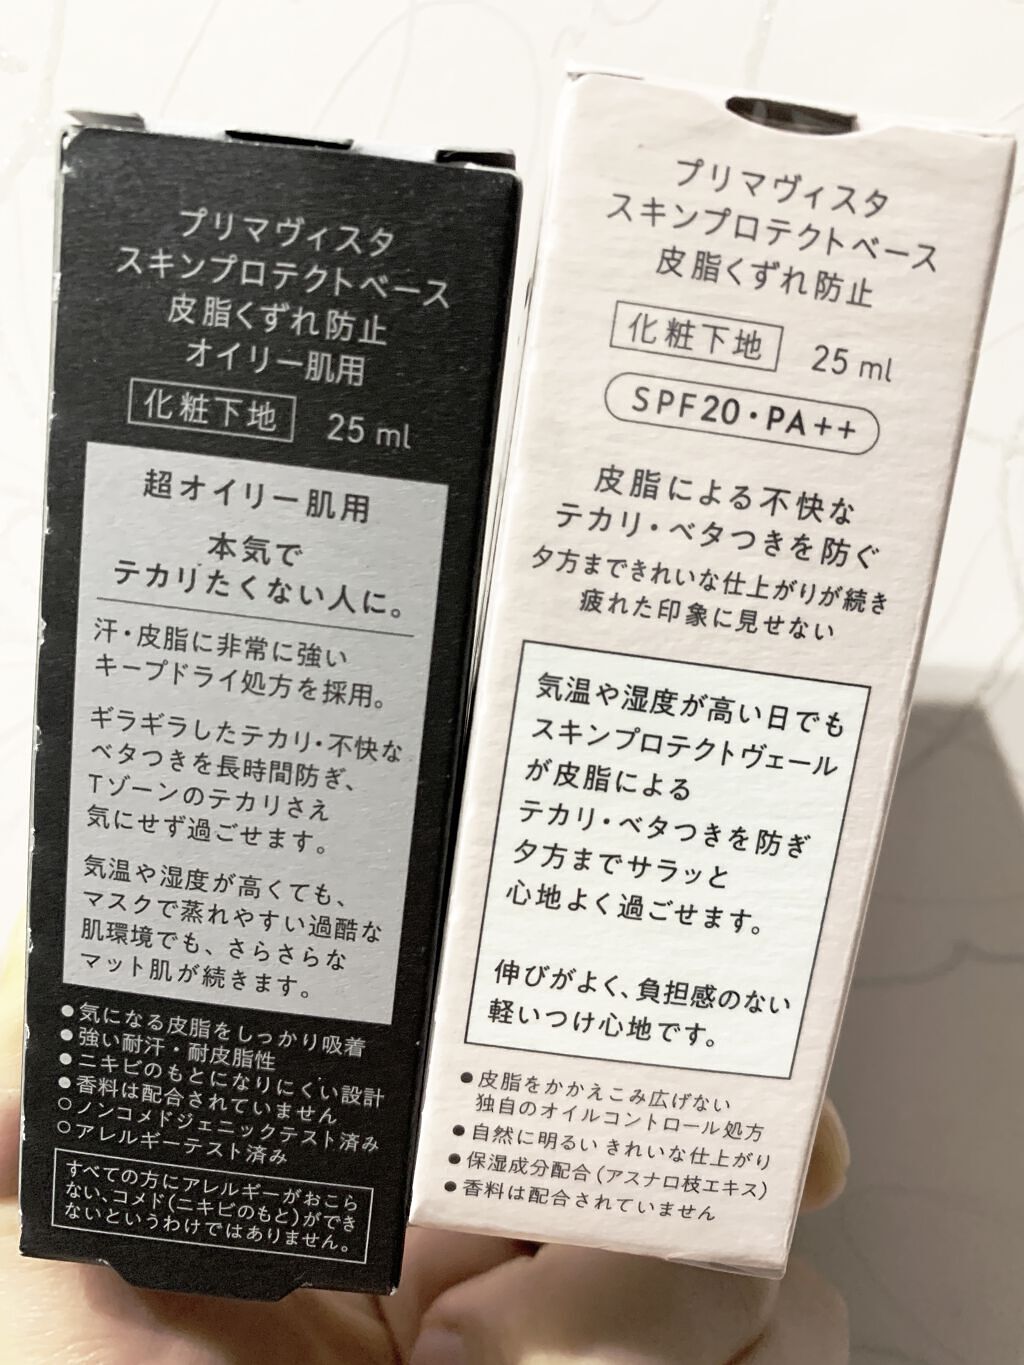 プリマヴィスタ
スキンプロテクトベース
皮脂くずれ防止
オイリー肌用
化粧下地 25 ml
超オイリー肌用
本気で
テカリたくない人に。
汗・皮脂に非常に強い
キープドライ処方を採用。
ギラギラしたテカリ・不快な
ベタつきを長時間防ぎ、
Tゾーンのテカリさえ
気にせず過ごせます。
気温や湿度が高くても、
マスクで蒸れやすい過酷な
肌環境でも、さらさらな
マット肌が続きます。
●気になる皮脂をしっかり吸着
●強い耐汗・耐皮脂性
●ニキビのもとになりにくい設計
●香料は配合されていません
○ノンコメドジェニックテスト済み
○アレルギーテスト済み
すべての方にアレルギーがおこら
ない、コメド(ニキビのもと)ができ
ないというわけではありません。
プリマヴィスタ
スキンプロテクトベース
皮脂くずれ防止
化粧下地 25 ml
SPF20・PA++
皮脂による不快な
テカリ・ベタつきを防ぐ
夕方まできれいな仕上がりが続き
疲れた印象に見せない
気温や湿度が高い日でも
スキンプロテクトヴェール
が皮脂による
テカリ・ベタつきを防ぎ
夕方までサラッと
心地よく過ごせます。
伸びがよく、負担感のない
軽いつけ心地です。
●皮脂をかかえこみ広げない
独自のオイルコントロール処方
●自然に明るい きれいな仕上がり
●保湿成分配合(アスナロ枝エキス)
●香料は配合されていません